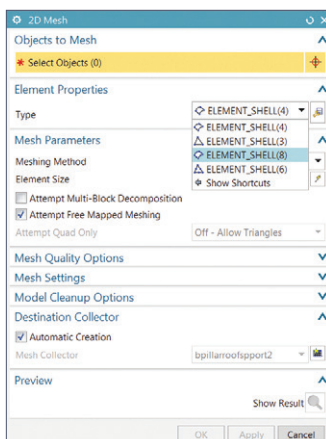 2D Mesh
Objects to Mesh
* Select Objects (0)
Element Properties
Type
ELEMENT_SHELL(4)
ELEMENT_SHELL(4)
ELEMENT_SHELL(3)
ELEMENT_SHELL(8)
ELEMENT_SHELL(6)
Show Shortcuts
Mesh Parameters
Meshing Method
Element Size
Attempt Multi-Block Decomposition
Attempt Free Mapped Meshing
Attempt Quad Only Off - Allow Triangles
Mesh Quality Options
Mesh Settings
Model Cleanup Options
Destination Collector
Automatic Creation
Mesh Collector bpillarroofspport2
Preview
Show Result
OK Apply Cancel